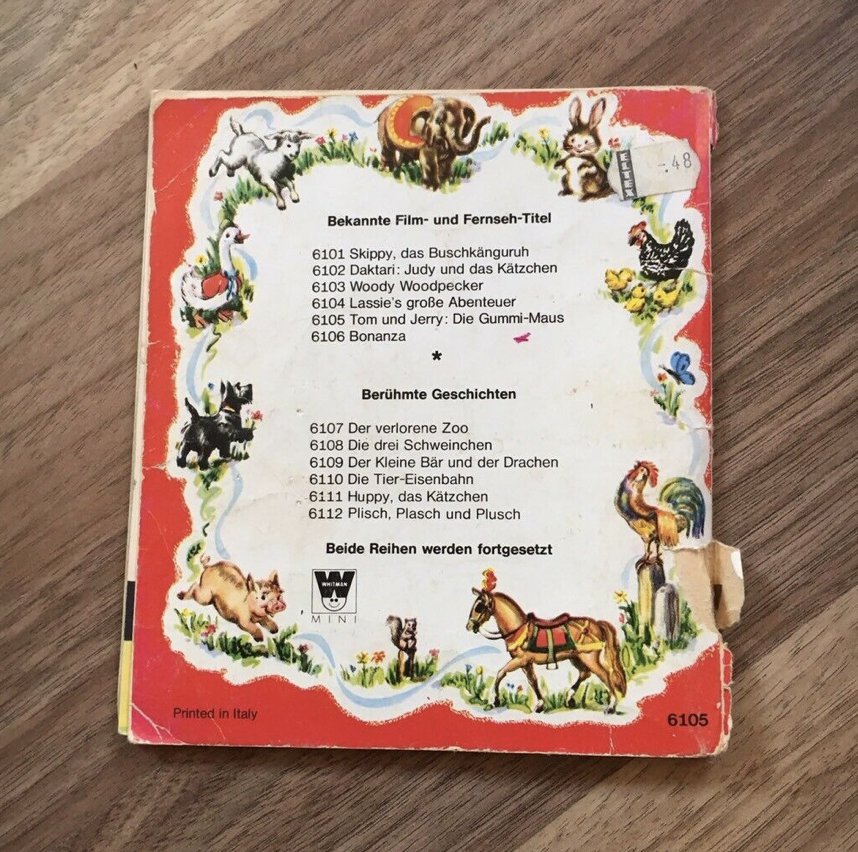 ELTEX
-.48
Bekannte Film- und Fernseh-Titel
6101 Skippy, das Buschkänguruh
6102 Daktari: Judy und das Kätzchen
6103 Woody Woodpecker
6104 Lassie's große Abenteuer
6105 Tom und Jerry: Die Gummi-Maus
6106 Bonanza
*
Berühmte Geschichten
6107 Der verlorene Zoo
6108 Die drei Schweinchen
6109 Der Kleine Bär und der Drachen
6110 Die Tier-Eisenbahn
6111 Huppy, das Kätzchen
6112 Plisch, Plasch und Plusch
Beide Reihen werden fortgesetzt
W
WHITMAN
MINI
Printed in Italy
6105